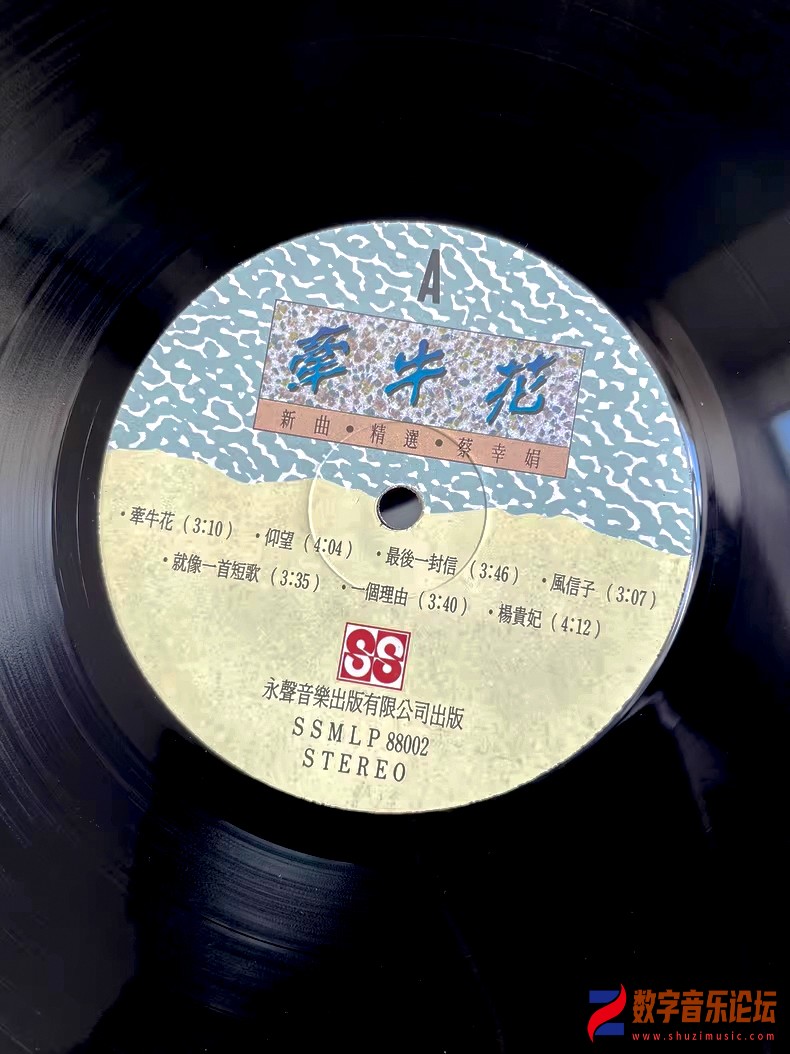 A
牽牛花
新曲・精選・蔡幸娟
・牽牛花（3:10）・仰望（4:04）・最後一封信（3:46）・風信子（3:07）
・就像一首短歌（3:35）・一個理由（3:40）・楊貴妃（4:12）
SS
永聲音樂出版有限公司出版
SSMLP 88002
STEREO
数字音乐论坛
www.shuzimusic.com